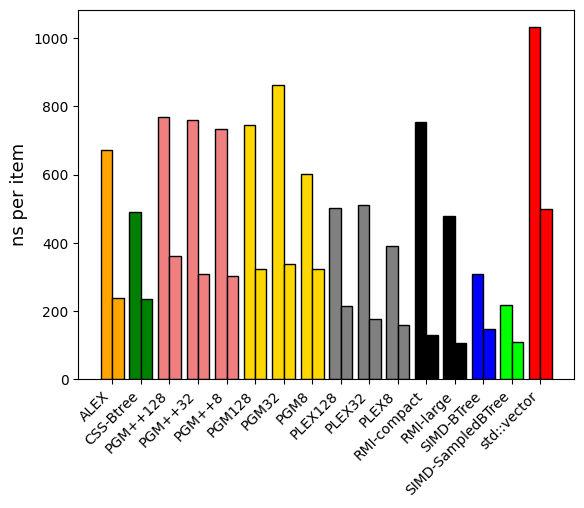 ns per item
1000
800
600
400
200
0
ALEX
CSS-Btree
PGM++128
PGM++32
PGM++8
PGM128
PGM32
PGM8
PLEX128
PLEX32
PLEX8
RMI-compact
RMI-large
SIMD-BTree
SIMD-SampledBTree
std::vector